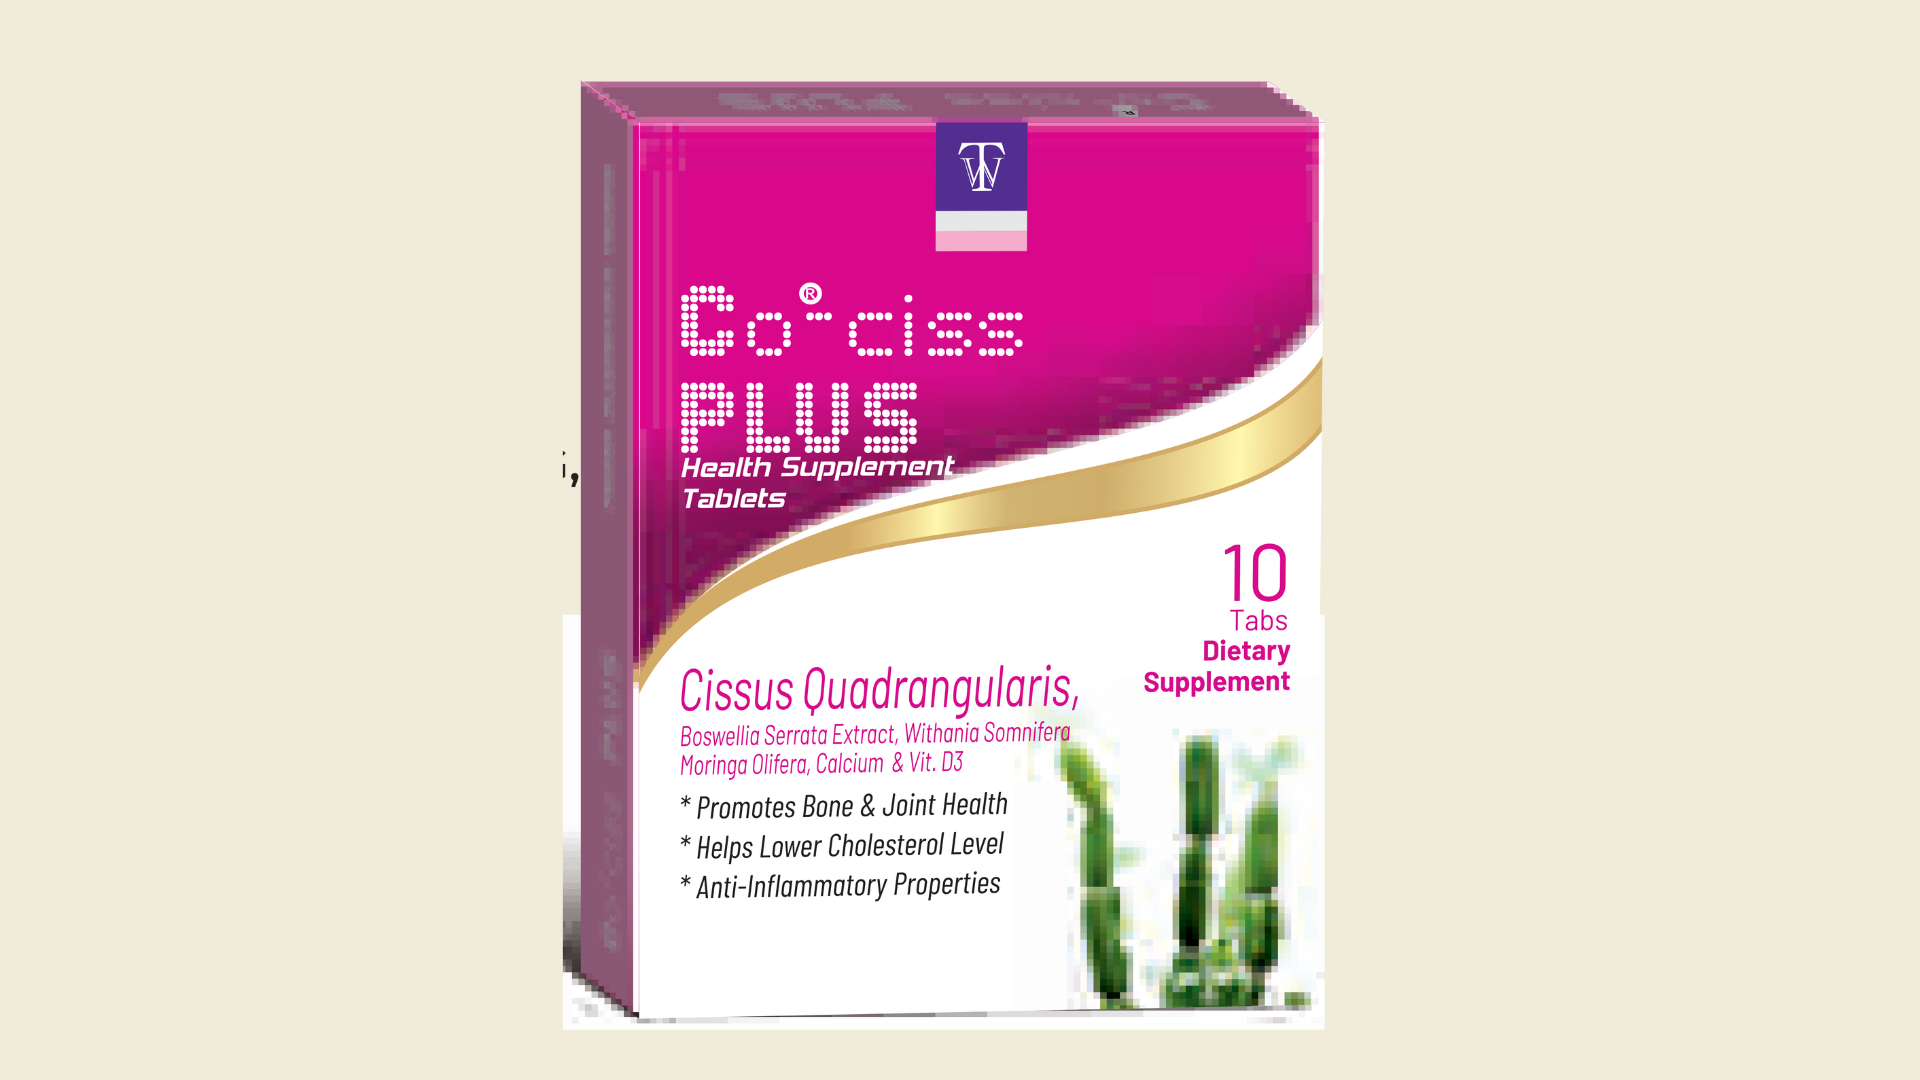 TW
Co-ciss®
PLUS
Health Supplement
Tablets
10
Tabs
Dietary
Supplement
Cissus Quadrangularis,
Boswellia Serrata Extract, Withania Somnifera
Moringa Olifera, Calcium & Vit. D3
* Promotes Bone & Joint Health
* Helps Lower Cholesterol Level
* Anti-Inflammatory Properties